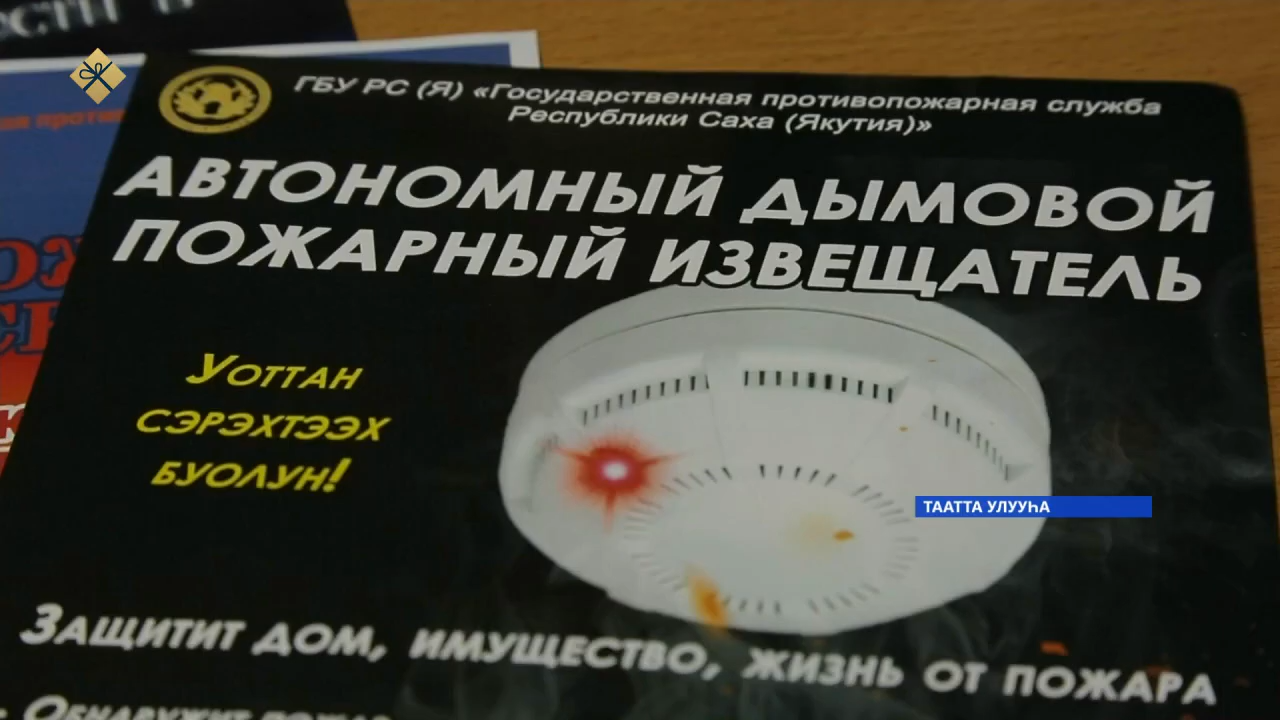 ГБУ РС (Я) «Государственная противопожарная служба
Республики Саха (Якутия)»
АВТОНОМНЫЙ ДЫМОВОЙ
ПОЖАРНЫЙ ИЗВЕЩАТЕЛЬ
Уоттан
сэрэхтээх
буолун!
ТААТТА УЛУУҺА
Защитит дом, имущество, жизнь от пожара
Обнаружит